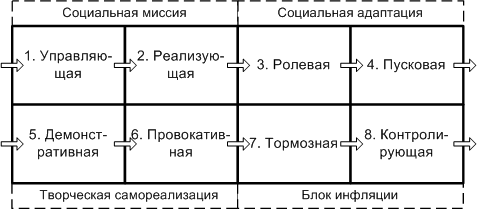 Социальная миссия
Социальная адаптация
1. Управляю-
щая
2. Реализую-
щая
3. Ролевая
4. Пусковая
5. Демонст-
ративная
6. Провокатив-
ная
7. Тормозная
8. Контроли-
рующая
Творческая самореализация
Блок инфляции